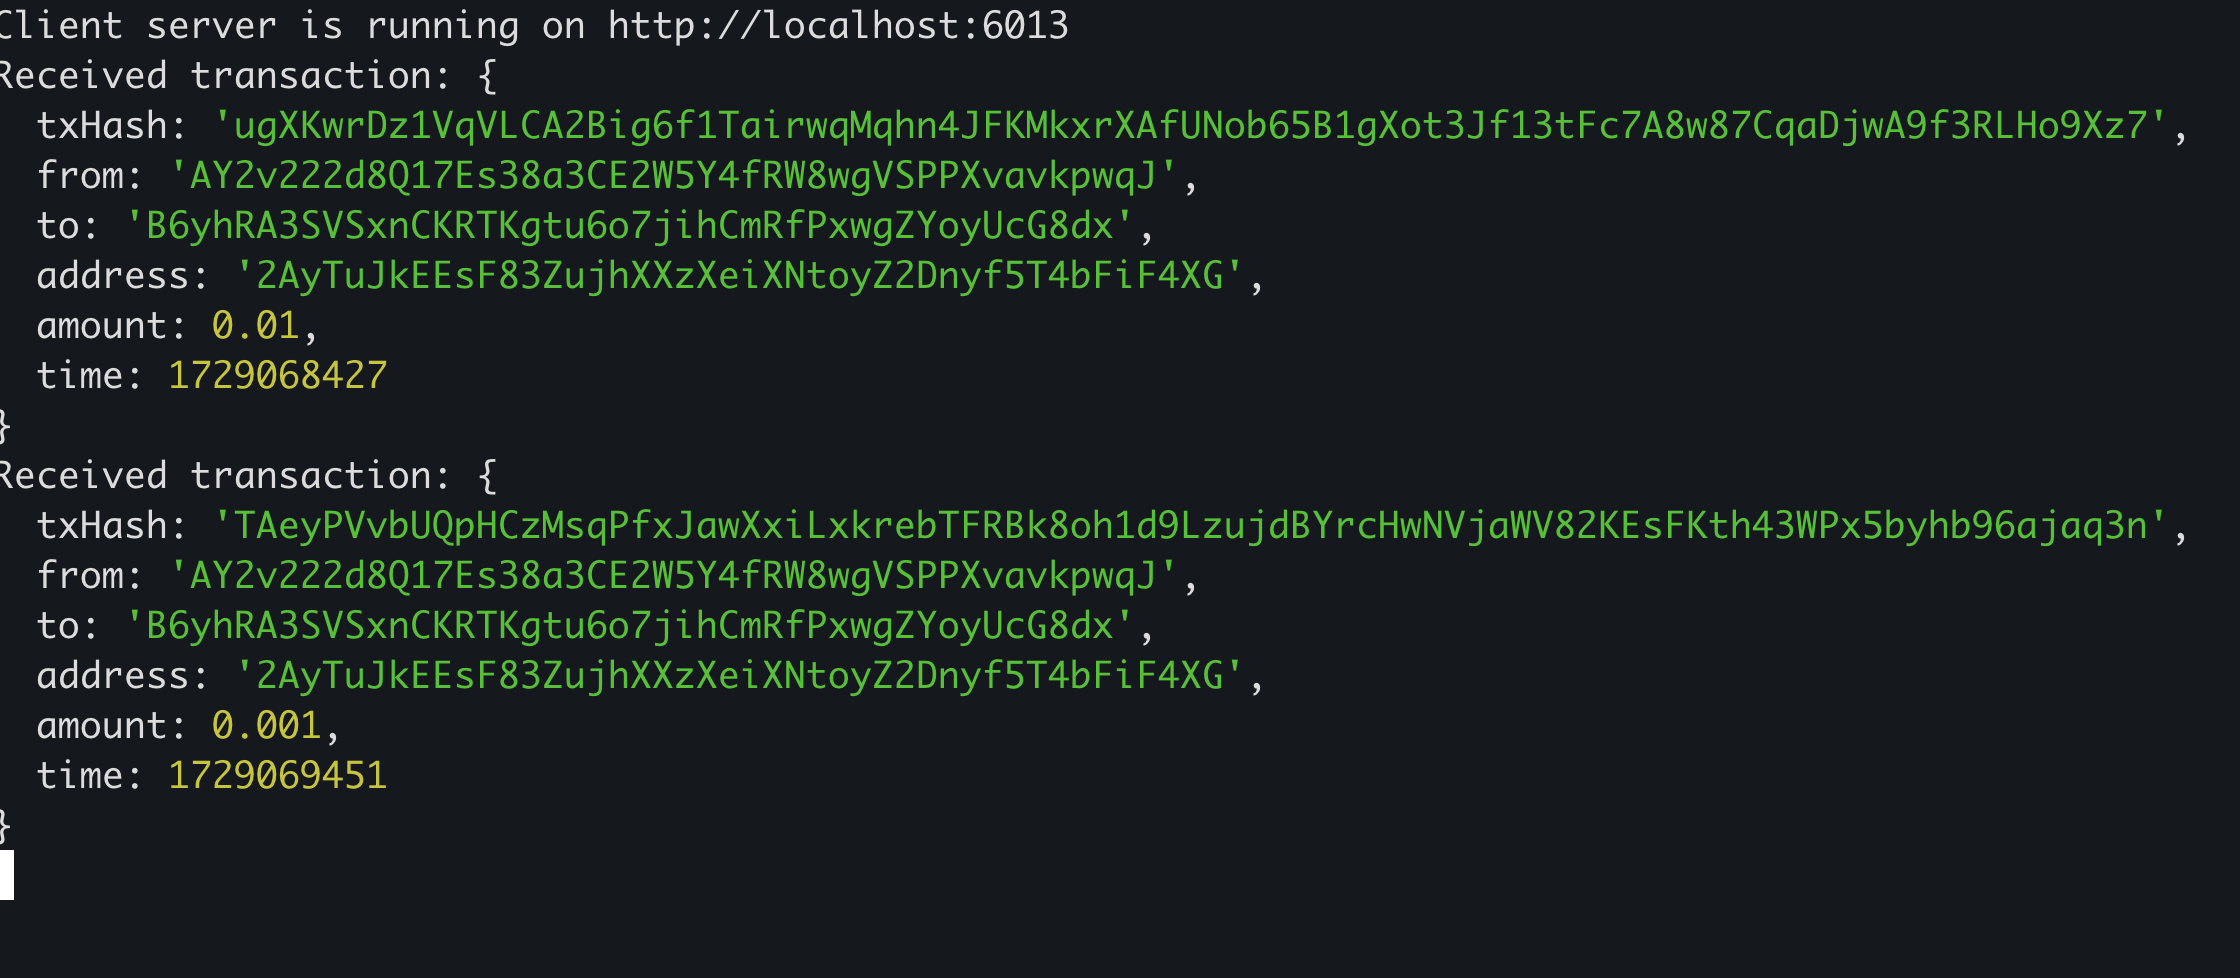 Client server is running on http://localhost:6013
Received transaction: {
  txHash: 'ugXKwrDz1VqVLCA2Big6f1TairwqMqhn4JFKMkxrXAfUNob65B1gXot3Jf13tFc7A8w87CqaDjwA9f3RLHo9Xz7',
  from: 'AY2v222d8Q17Es38a3CE2W5Y4fRW8wgVSPPXvavkpwqJ',
  to: 'B6yhRA3SVSxnCKRTKgtu6o7jihCmRfPxwgZYoyUcG8dx',
  address: '2AyTuJkEEsF83ZujhXXzXeiXNtoyZ2Dnyf5T4bFiF4XG',
  amount: 0.01,
  time: 1729068427
}
Received transaction: {
  txHash: 'TAeyPVvbUQpHCzMsqPfxJawXxiLxkrebTFRBk8oh1d9LzujdBYrcHwNVjaWV82KEsFKth43WPx5byhb96ajaq3n',
  from: 'AY2v222d8Q17Es38a3CE2W5Y4fRW8wgVSPPXvavkpwqJ',
  to: 'B6yhRA3SVSxnCKRTKgtu6o7jihCmRfPxwgZYoyUcG8dx',
  address: '2AyTuJkEEsF83ZujhXXzXeiXNtoyZ2Dnyf5T4bFiF4XG',
  amount: 0.001,
  time: 1729069451
}